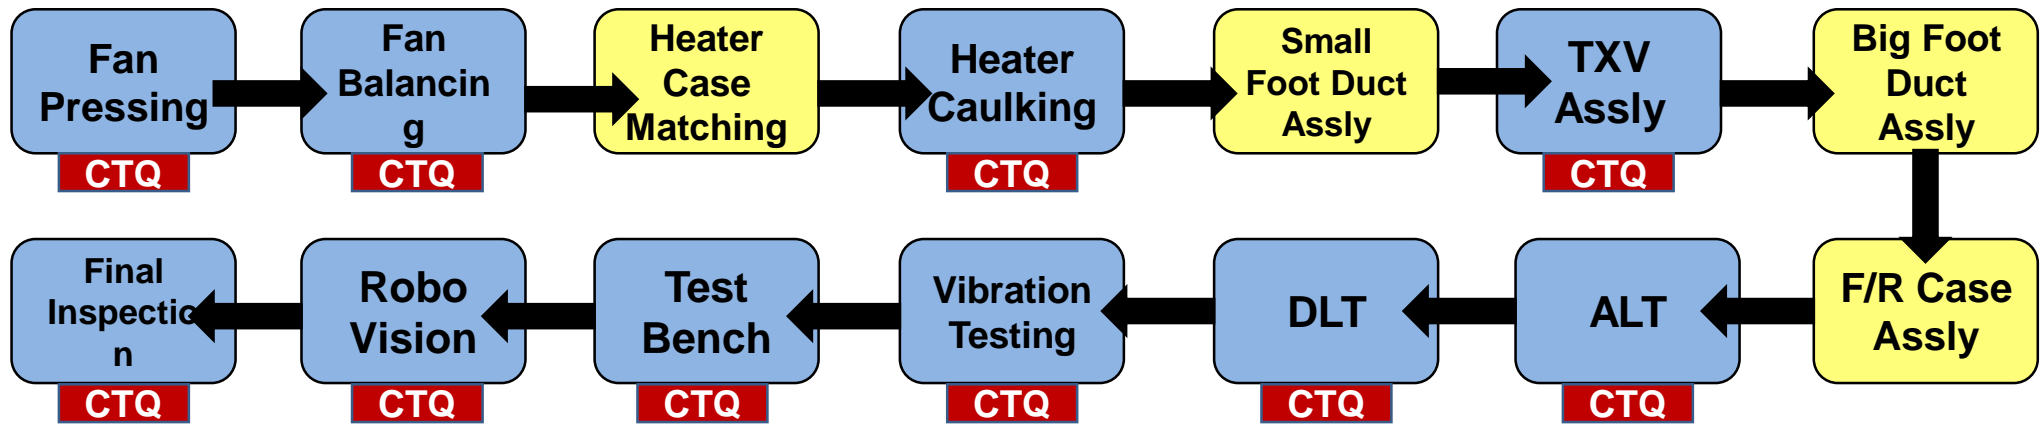 Fan
Pressing
CTQ
Fan
Balancin
g
CTQ
Heater
Case
Matching
Heater
Caulking
CTQ
Small
Foot Duct
Assly
TXV
Assly
CTQ
Big Foot
Duct
Assly
F/R Case
Assly
ALT
CTQ
DLT
CTQ
Vibration
Testing
CTQ
Test
Bench
CTQ
Robo
Vision
CTQ
Final
Inspectio
n
CTQ